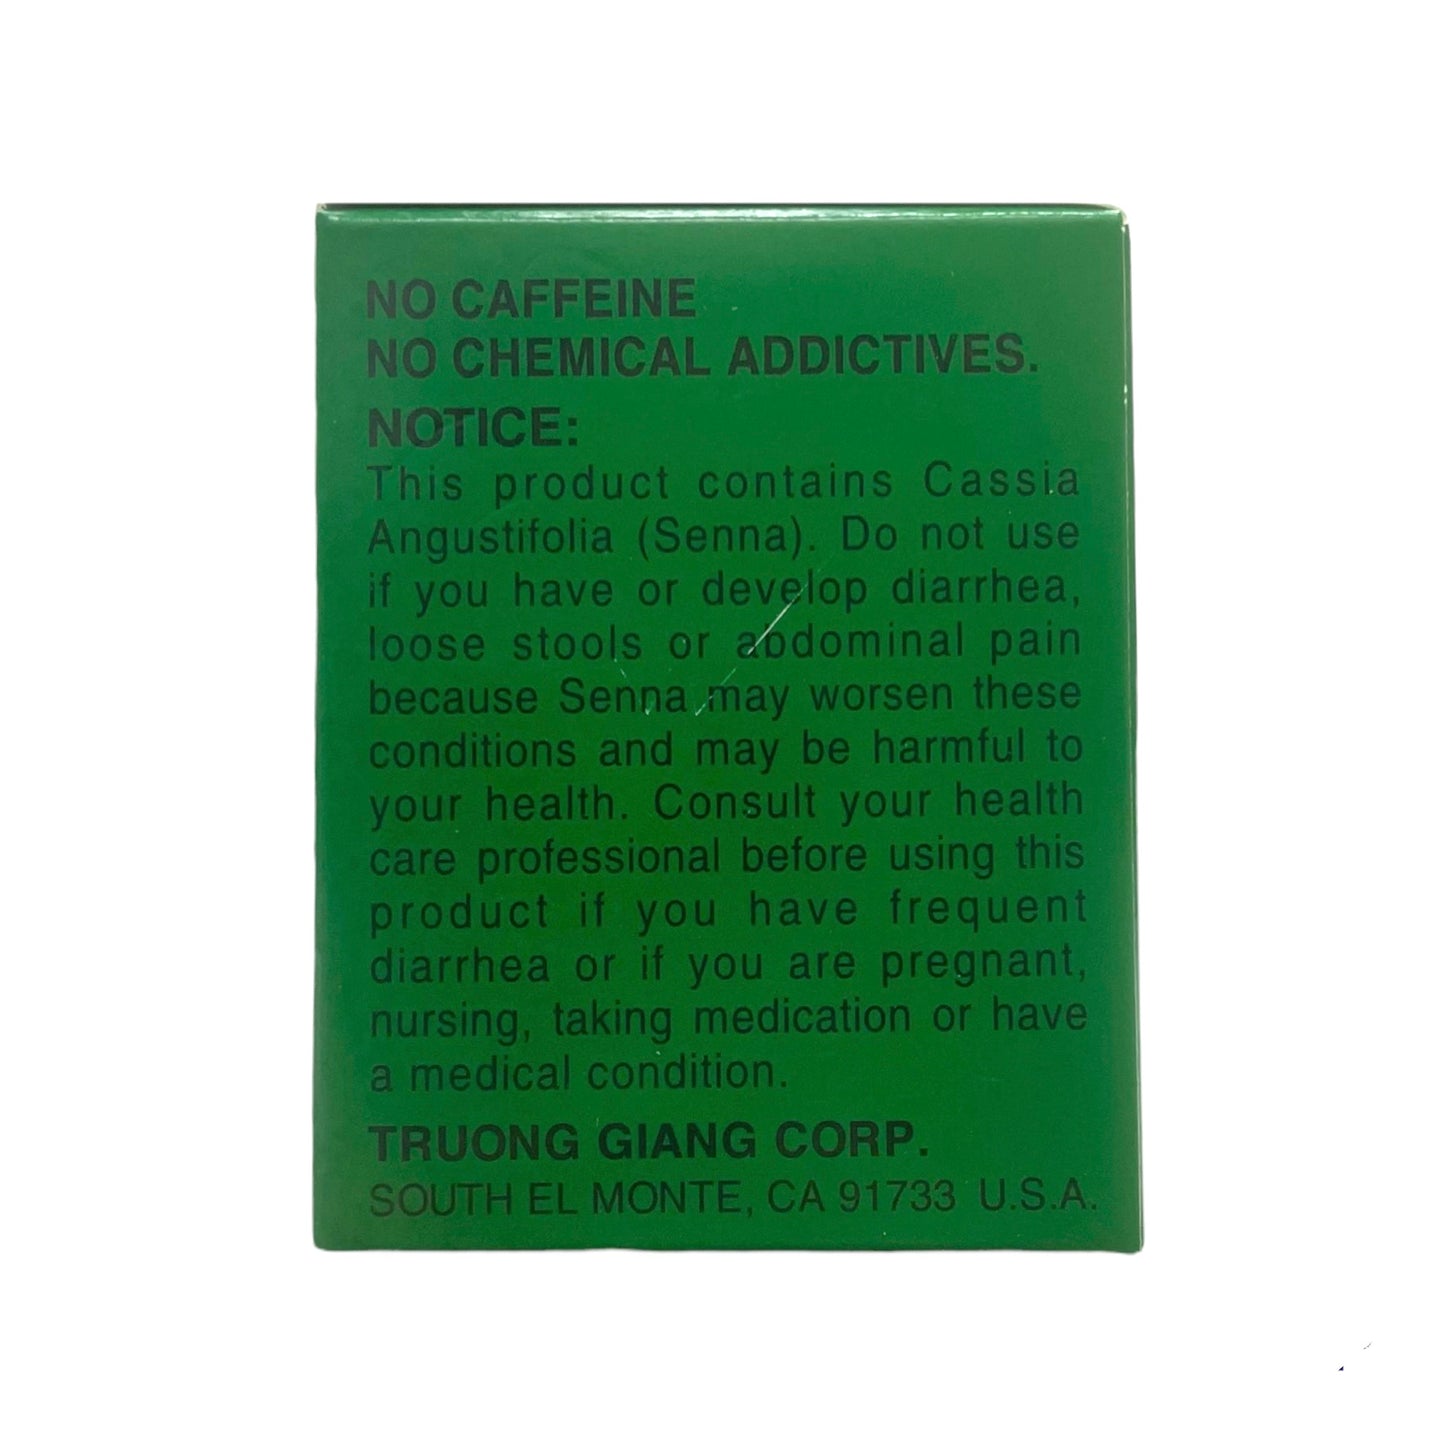 NO CAFFEINE
NO CHEMICAL ADDICTIVES.
NOTICE:
This product contains Cassia
Angustifolia (Senna). Do not use
if you have or develop diarrhea,
loose stools or abdominal pain
because Senna may worsen these
conditions and may be harmful to
your health. Consult your health
care professional before using this
product if you have frequent
diarrhea or if you are pregnant,
nursing, taking medication or have
a medical condition.
TRUONG GIANG CORP.
SOUTH EL MONTE, CA 91733 U.S.A.